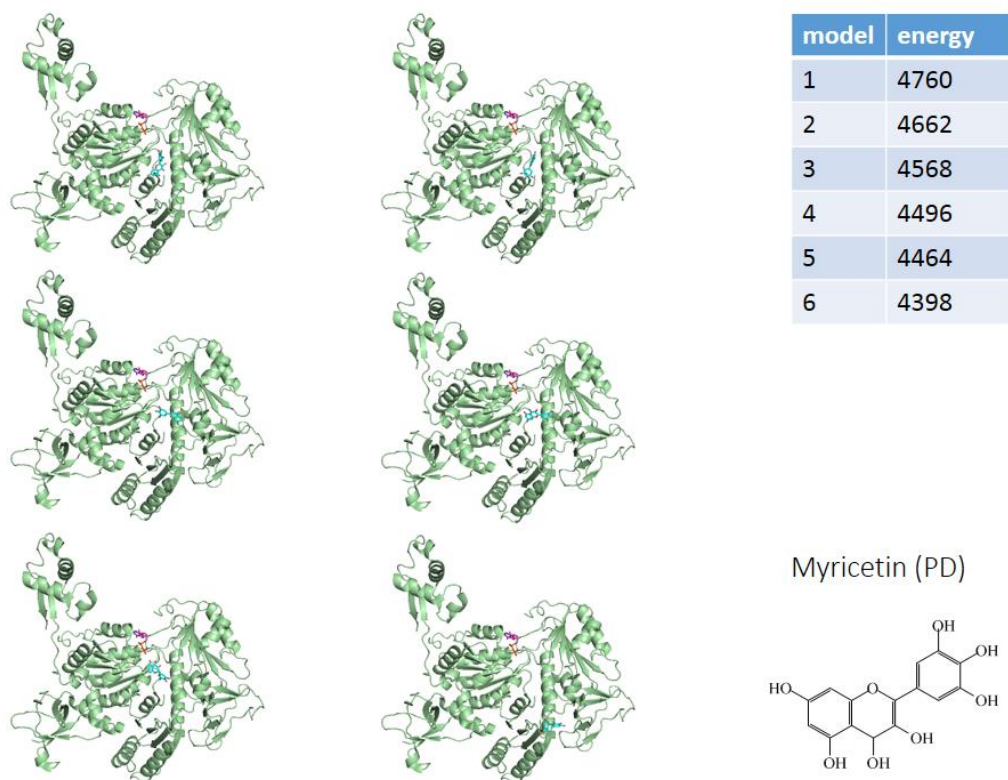 model energy
1 4760
2 4662
3 4568
4 4496
5 4464
6 4398
Myricetin (PD)
OH
OH
HO
O
OH
OH
OH OH